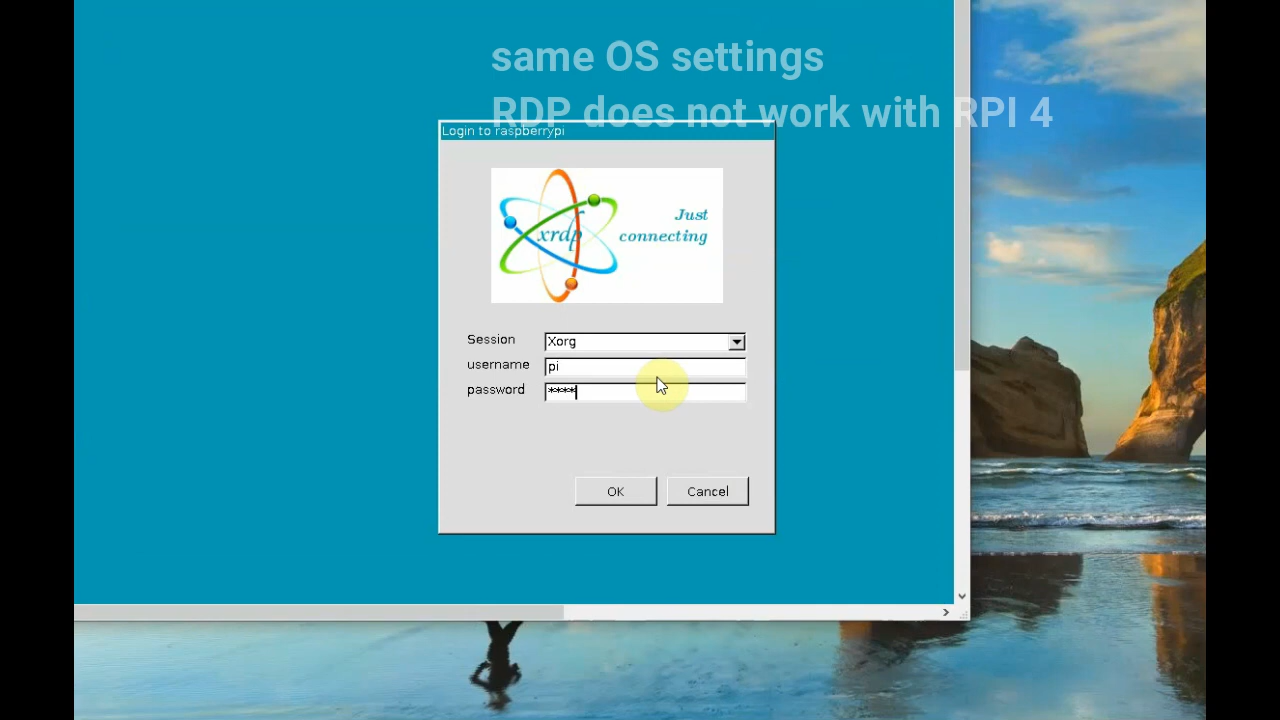 same OS settings
RDP does not work with RPI 4
Login to raspberrypi
xrdp
Just
connecting
Session Xorg
username pi
password ****
OK Cancel